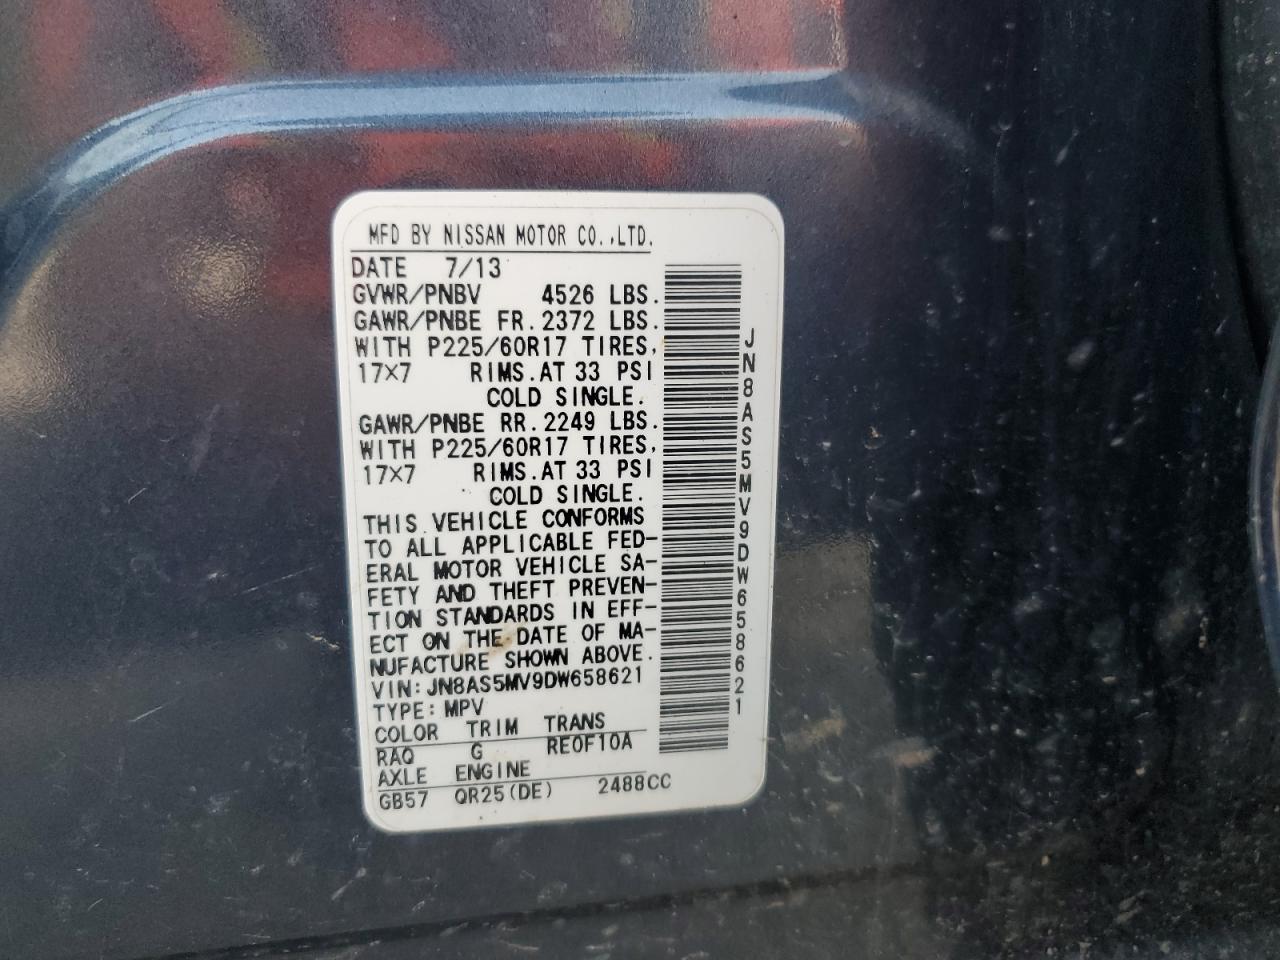 MFD BY NISSAN MOTOR CO.,LTD.
DATE 7/13
GVWR/PNBV 4526 LBS.
GAWR/PNBE FR. 2372 LBS.
WITH P225/60R17 TIRES,
17×7 RIMS.AT 33 PSI
COLD SINGLE.
GAWR/PNBE RR. 2249 LBS.
WITH P225/60R17 TIRES,
17×7 RIMS.AT 33 PSI
COLD SINGLE.
THIS VEHICLE CONFORMS
TO ALL APPLICABLE FED-
ERAL MOTOR VEHICLE SA-
FETY AND THEFT PREVEN-
TION STANDARDS IN EFF-
ECT ON THE DATE OF MA-
NUFACTURE SHOWN ABOVE.
VIN: JN8AS5MV9DW658621
TYPE: MPV
COLOR TRIM TRANS
RAQ G RE0F10A
AXLE ENGINE
GB57 QR25(DE) 2488CC
JN8AS5MV9DW658621